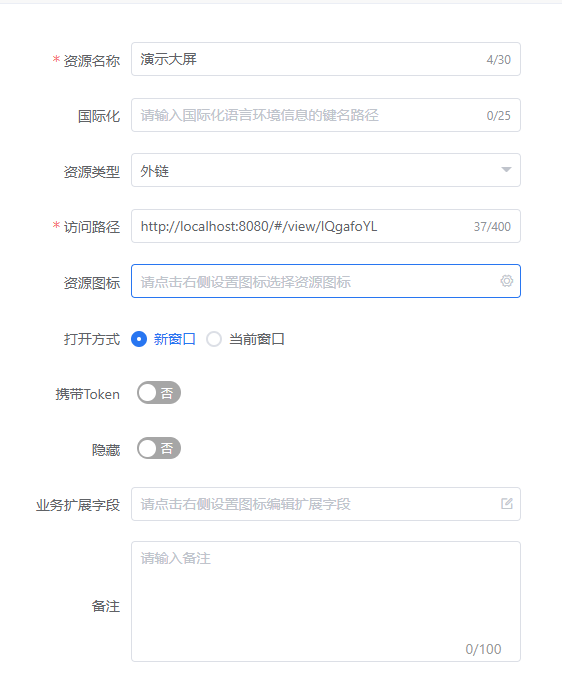 * 资源名称 演示大屏 4/30
国际化 请输入国际化语言环境信息的键名路径 0/25
资源类型 外链
* 访问路径 http://localhost:8080/#/view/lQgafoYL 37/400
资源图标 请点击右侧设置图标选择资源图标
打开方式 新窗口 当前窗口
携带Token 否
隐藏 否
业务扩展字段 请点击右侧设置图标编辑扩展字段
请输入备注
备注
0/100